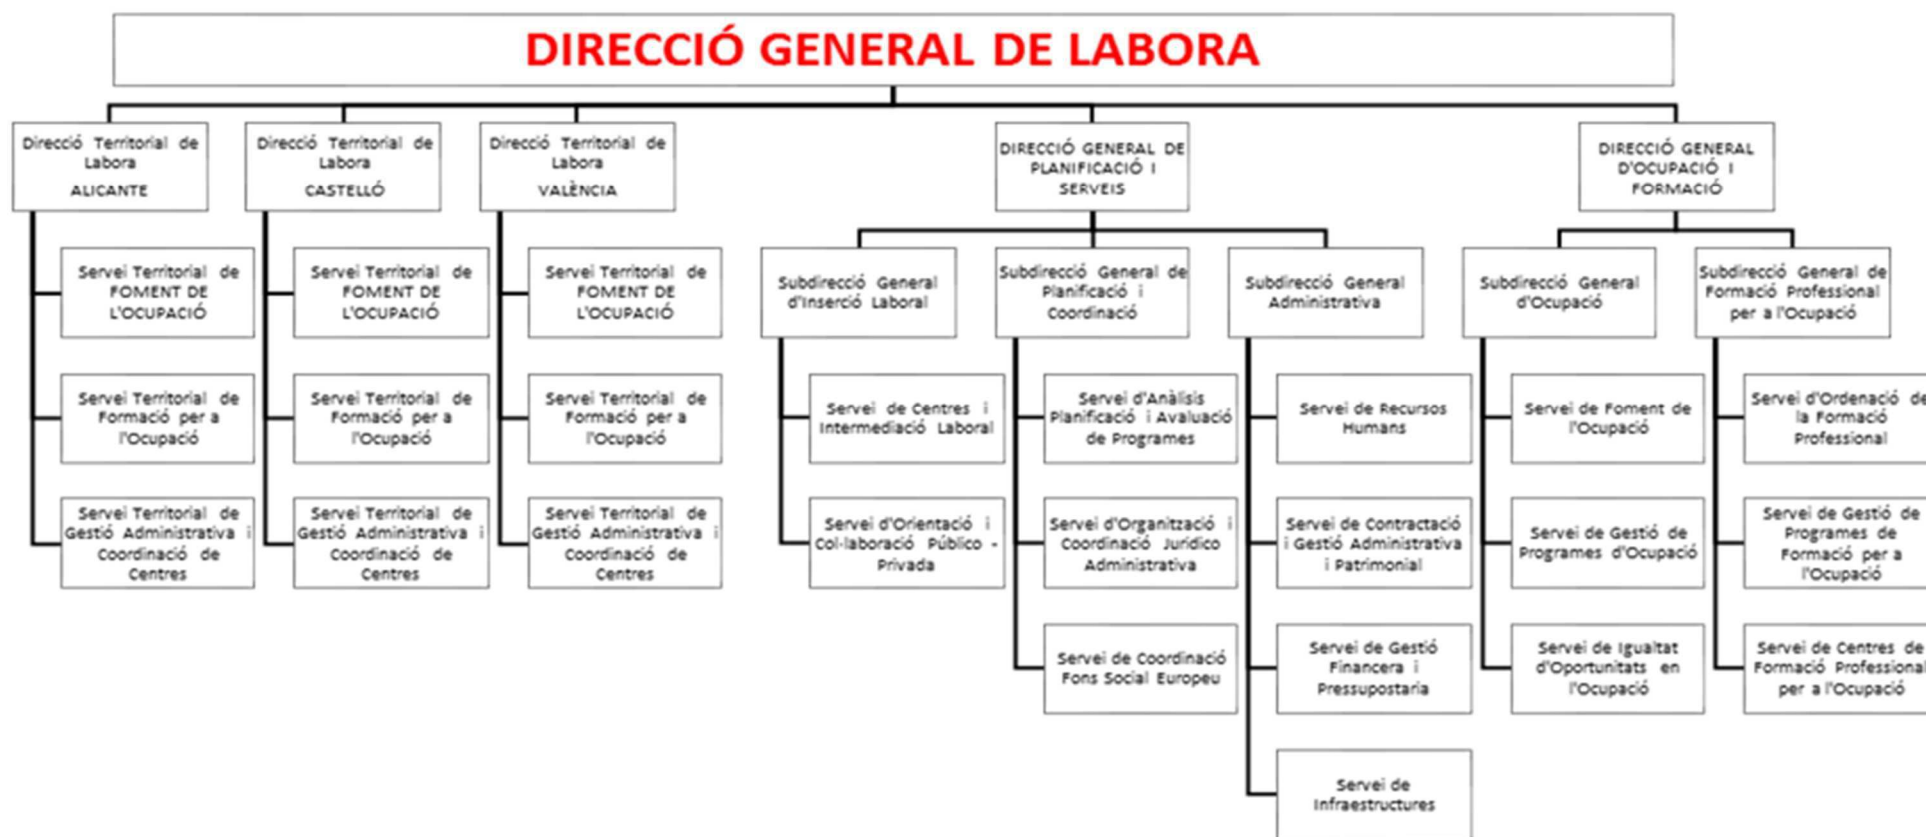 DIRECCIÓ GENERAL DE LABORA
Direcció Territorial de
Labora
ALICANTE
Direcció Territorial de
Labora
CASTELLÓ
Direcció Territorial de
Labora
VALÈNCIA
DIRECCIÓ GENERAL DE
PLANIFICACIÓ I
SERVEIS
DIRECCIÓ GENERAL
D'OCUPACIÓ I
FORMACIÓ
Servei Territorial de
FOMENT DE
L'OCUPACIÓ
Servei Territorial de
FOMENT DE
L'OCUPACIÓ
Servei Territorial de
FOMENT DE
L'OCUPACIÓ
Subdirecció General
d'Inserció Laboral
Subdirecció General de
Planificació i
Coordinació
Subdirecció General
Administrativa
Subdirecció General
d'Ocupació
Subdirecció General de
Formació Professional
per a l'Ocupació
Servei Territorial de
Formació per a
l'Ocupació
Servei Territorial de
Formació per a
l'Ocupació
Servei Territorial de
Formació per a
l'Ocupació
Servei de Centres i
Intermediació Laboral
Servei d'Anàlisis
Planificació i Avaluació
de Programes
Servei de Recursos
Humans
Servei de Foment de
l'Ocupació
Servei d'Ordenació de
la Formació
Professional
Servei Territorial de
Gestió Administrativa i
Coordinació de
Centres
Servei Territorial de
Gestió Administrativa i
Coordinació de
Centres
Servei Territorial de
Gestió Administrativa i
Coordinació de
Centres
Servei d'Orientació i
Col·laboració Público -
Privada
Servei d'Organització i
Coordinació Jurídico
Administrativa
Servei de Contractació
i Gestió Administrativa
i Patrimonial
Servei de Gestió de
Programes d'Ocupació
Servei de Gestió de
Programes de
Formació per a
l'Ocupació
Servei de Coordinació
Fons Social Europeu
Servei de Gestió
Financera i
Pressupostaria
Servei de Igualtat
d'Oportunitats en
l'Ocupació
Servei de Centres de
Formació Professional
per a l'Ocupació
Servei de
Infraestructures